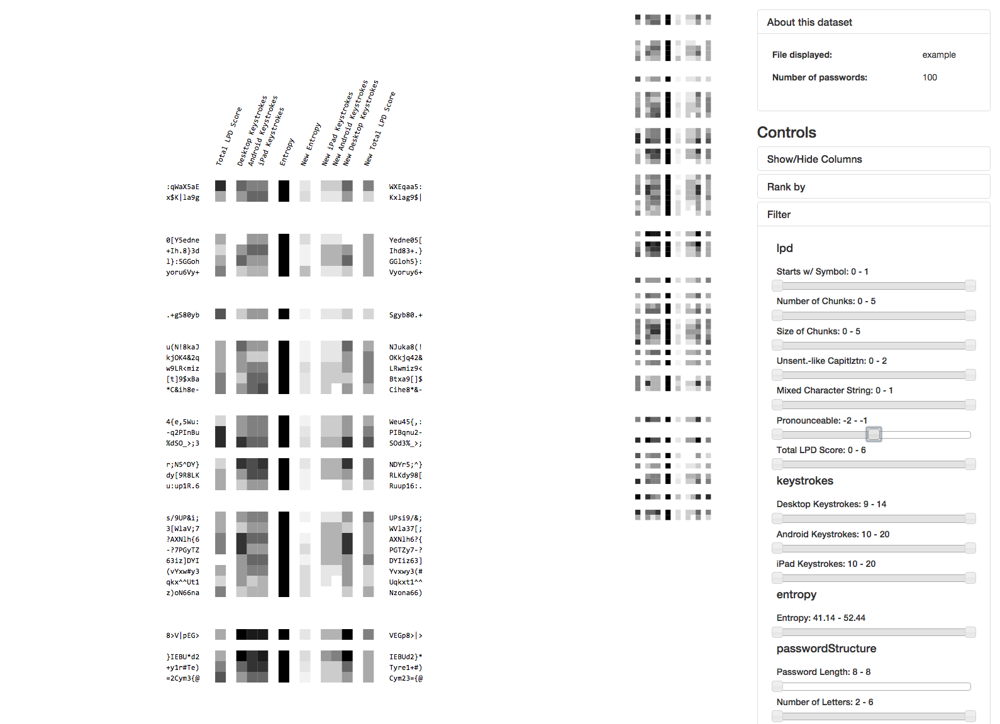 Total LPD Score
Desktop Keystrokes
Android Keystrokes
iPad Keystrokes
Entropy
New Entropy
New iPad Keystrokes
New Android Keystrokes
New Desktop Keystrokes
New Total LPD Score
:qWaX5aE WXEqaa5:
x$K|la9g Kxlag9$|
0[Y5edne Yedne05[
+Ih.8}3d Ihd83+.}
l}:5GGoh GGloh5}:
yoru6Vy+ Vyoruy6+
.+gS80yb Sgyb80.+
u(N!8kaJ NJuka8(!
kjOK4&2q OKkjq42&
w9LR<miz LRwmiz9<
[t]9$xBa Btxa9[]$
*C&ih8e- Cihe8*&-
4{e,5Wu: Weu45{,:
-q2PInBu PIBqnu2-
%dSO_>;3 SOd3%_>;
r;N5^DY} NDYr5;^}
dy[9R8LK RLKdy98[
u:up1R.6 Ruup16:.
s/9UP&i; UPsi9/&;
3[WlaV;7 WVla37[;
?AXNlh{6 AXNlh6?{
-?7PGyTZ PGTZy7-?
63iz]DYI DYIiz63]
(vYxw#y3 Yvxwy3(#
qkx^^Ut1 Uqkxt1^^
z)oN66na Nzona66)
8>V|pEG> VEGp8>|>
}IEBU*d2 IEBUd2}*
+y1r#Te) Tyre1+#)
=2Cym3{@ Cym23={@
About this dataset
File displayed: example
Number of passwords: 100
Controls
Show/Hide Columns
Rank by
Filter
lpd
Starts w/ Symbol: 0 - 1
Number of Chunks: 0 - 5
Size of Chunks: 0 - 5
Unsent.-like Capitlztn: 0 - 2
Mixed Character String: 0 - 1
Pronounceable: -2 - -1
Total LPD Score: 0 - 6
keystrokes
Desktop Keystrokes: 9 - 14
Android Keystrokes: 10 - 20
iPad Keystrokes: 10 - 20
entropy
Entropy: 41.14 - 52.44
passwordStructure
Password Length: 8 - 8
Number of Letters: 2 - 6